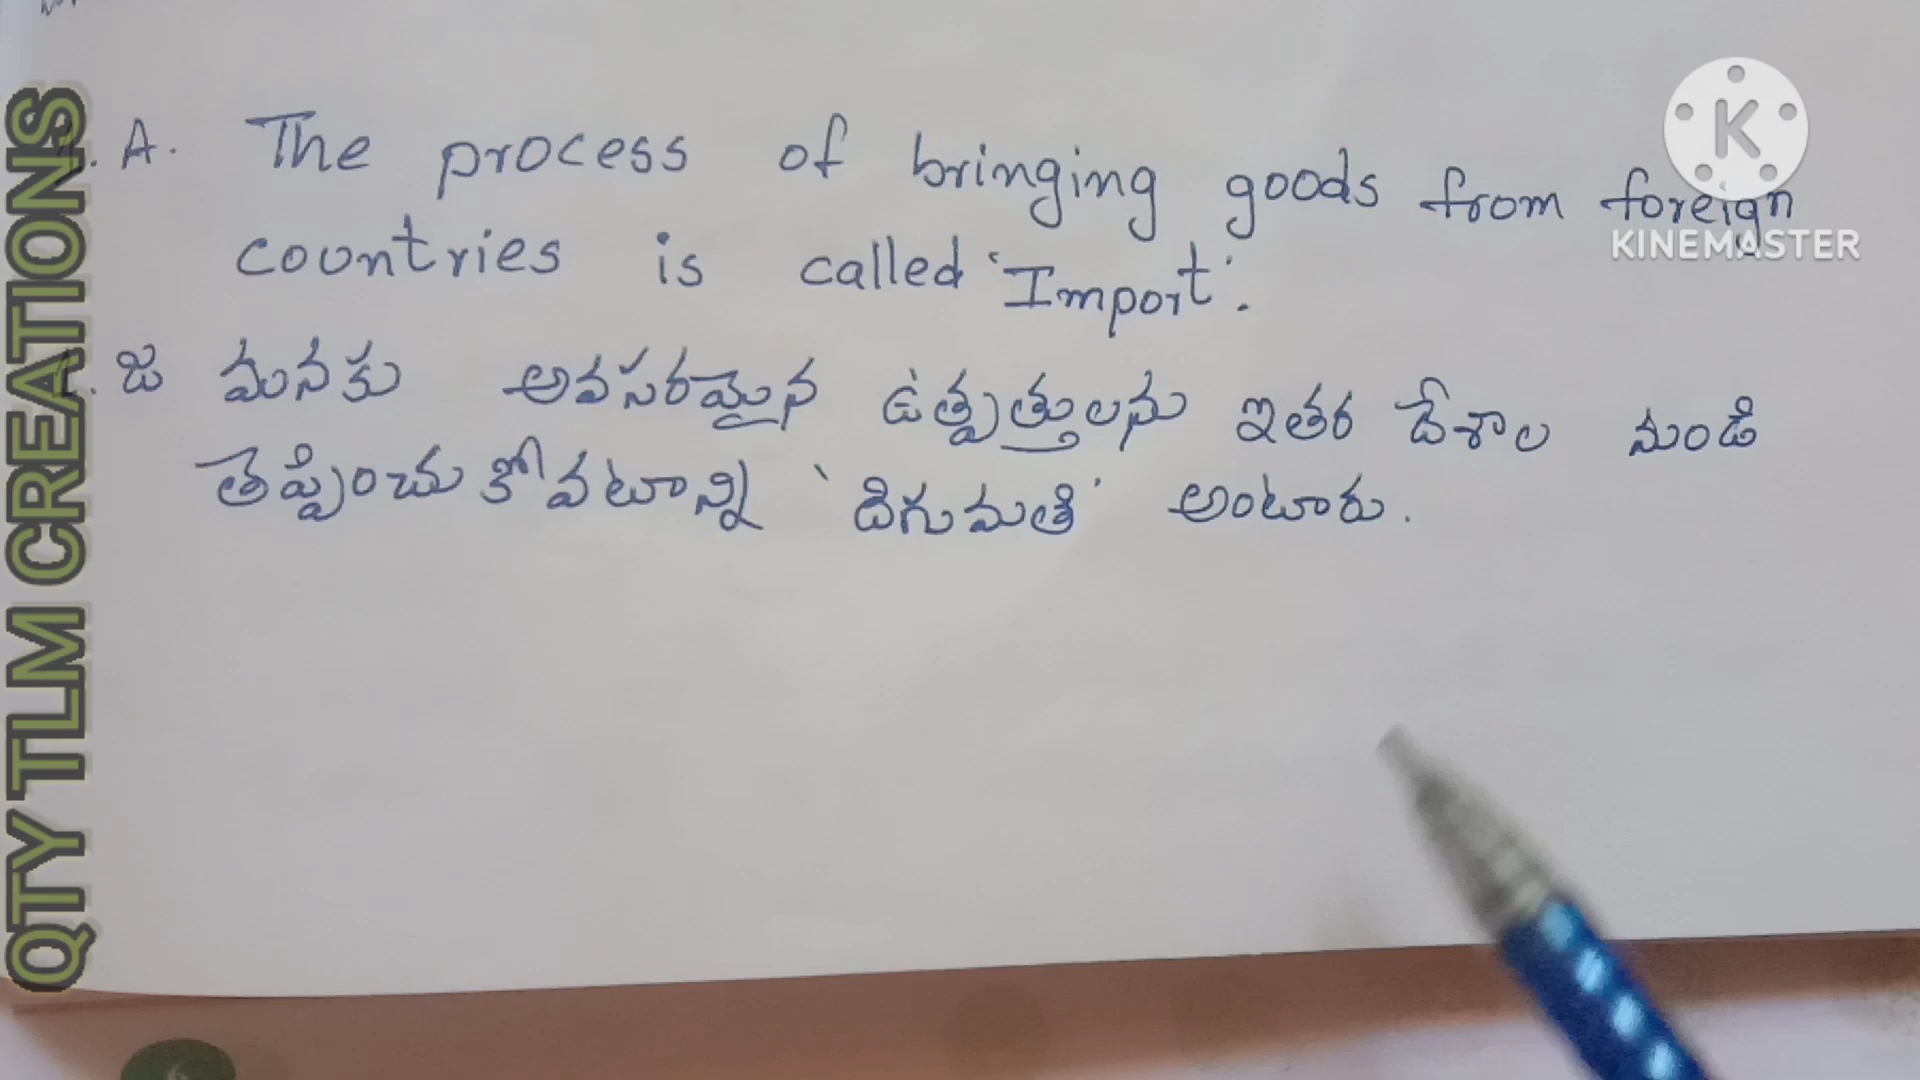 A. The process of bringing goods from foreign
countries is called 'Import'.
జ మనకు అవసరమైన ఉత్పత్తులను ఇతర దేశాల నుండి
తెప్పించుకోవటాన్ని 'దిగుమతి' అంటారు.
QTY TLM CREATIONS
K
KINEMASTER